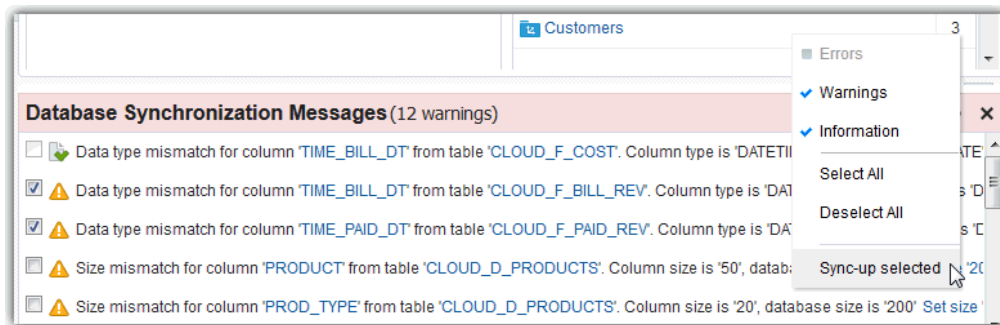 Customers 3
Errors
Warnings
Information
Select All
Deselect All
Sync-up selected
Database Synchronization Messages (12 warnings)
Data type mismatch for column 'TIME_BILL_DT' from table 'CLOUD_F_COST'. Column type is
Data type mismatch for column 'TIME_BILL_DT' from table 'CLOUD_F_BILL_REV'. Column type is
Data type mismatch for column 'TIME_PAID_DT' from table 'CLOUD_F_PAID_REV'. Column type is
Size mismatch for column 'PRODUCT' from table 'CLOUD_D_PRODUCTS'. Column size is '50',
Size mismatch for column 'PROD_TYPE' from table 'CLOUD_D_PRODUCTS'. Column size is '20', database size is '200' Set size